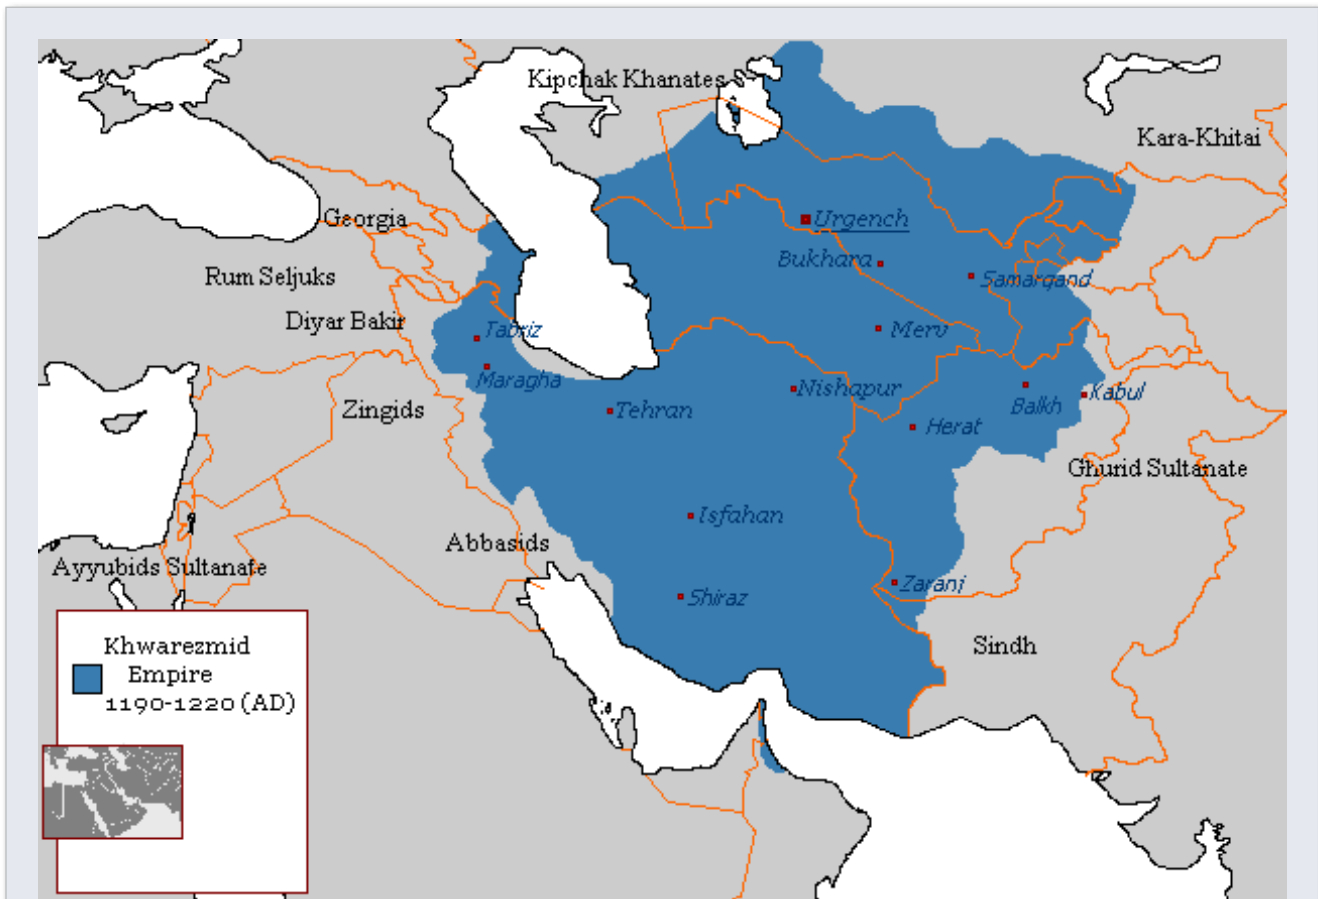 Kipchak Khanates
Kara-Khitai
Georgia
Urgench
Bukhara
Rum Seljuks
Samarqand
Diyar Bakir
Tabriz
Merv
Maragha
Nishapur
Kabul
Balkh
Zingids
Tehran
Herat
Ghurid Sultanate
Isfahan
Abbasids
Ayyubids Sultanate
Zaranj
Shiraz
Sindh
Khwarezmid
Empire
1190-1220 (AD)